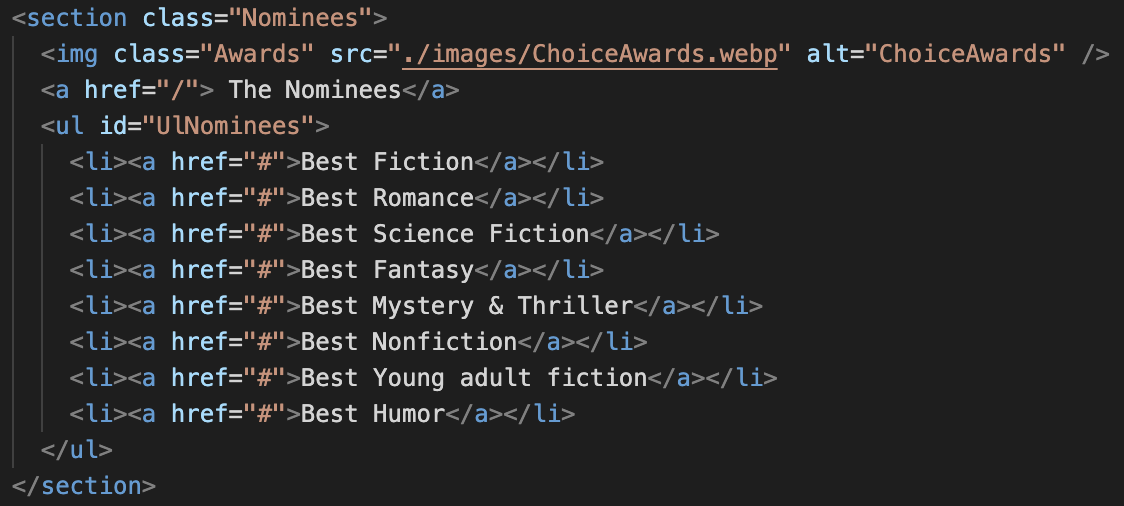 <section class="Nominees">
<img class="Awards" src="./images/ChoiceAwards.webp" alt="ChoiceAwards" />
<a href="/"> The Nominees</a>
<ul id="UlNominees">
<li><a href="#">Best Fiction</a></li>
<li><a href="#">Best Romance</a></li>
<li><a href="#">Best Science Fiction</a></li>
<li><a href="#">Best Fantasy</a></li>
<li><a href="#">Best Mystery & Thriller</a></li>
<li><a href="#">Best Nonfiction</a></li>
<li><a href="#">Best Young adult fiction</a></li>
<li><a href="#">Best Humor</a></li>
</ul>
</section>